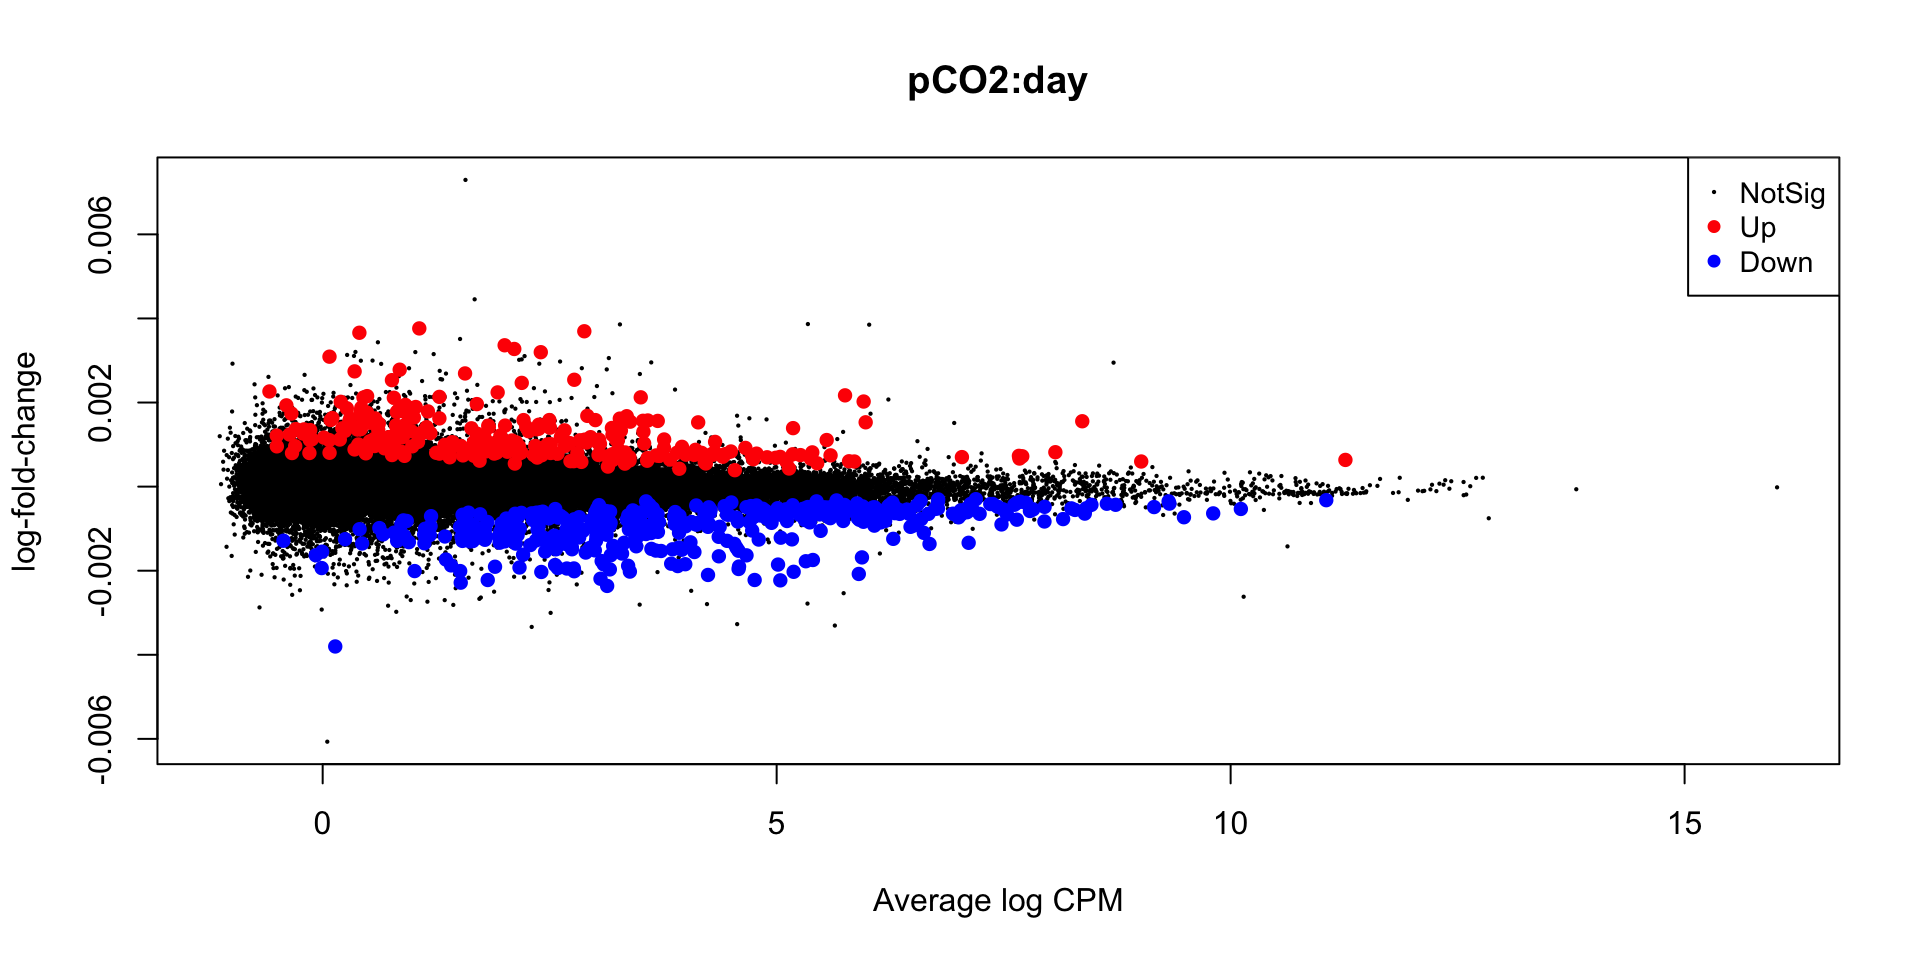 pCO2:day
NotSig
Up
Down
log-fold-change
0.006
0.002
-0.002
-0.006
0 5 10 15
Average log CPM